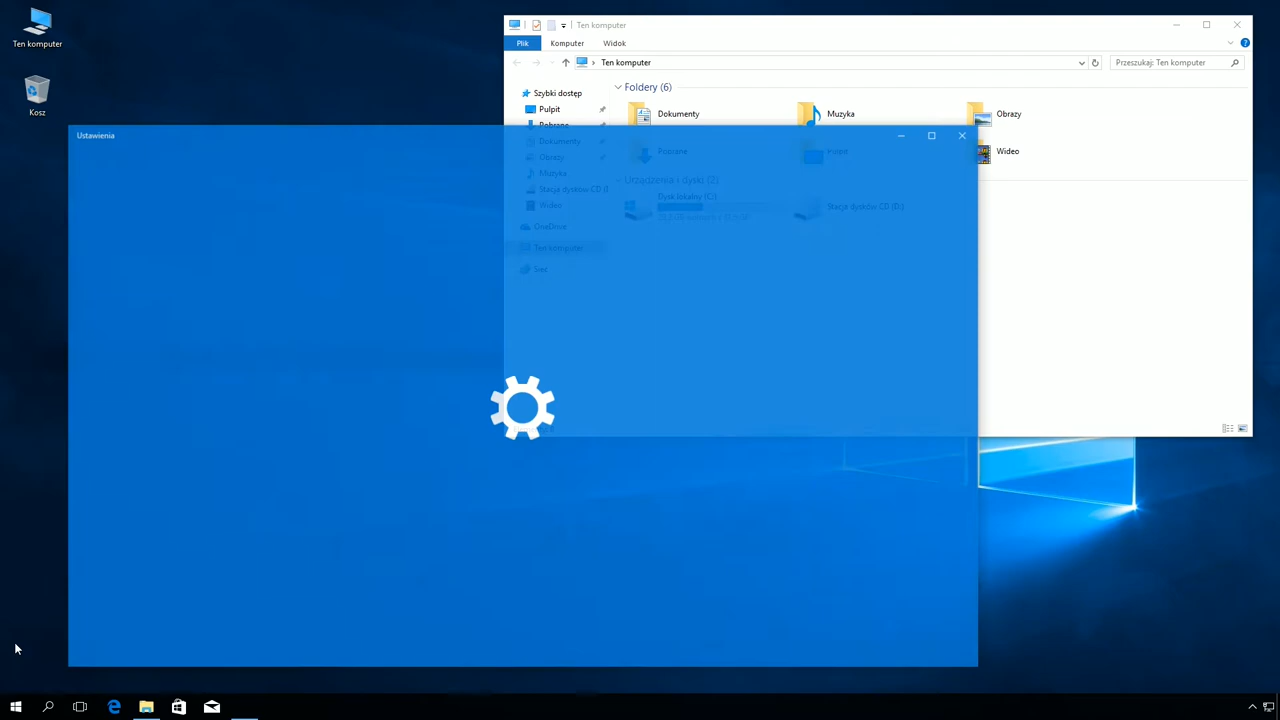 Ten komputer
Kosz
Ten komputer
Plik
Komputer
Widok
Ten komputer
Przeszukaj: Ten komputer
Szybki dostęp
Pulpit
Pobrane
Dokumenty
Obrazy
Muzyka
Stacja dysków CD (
Wideo
OneDrive
Ten komputer
Sieć
Foldery (6)
Dokumenty
Muzyka
Obrazy
Pobrane
Pulpit
Wideo
Urządzenia i dyski (2)
Dysk lokalny (C:)
Stacja dysków CD (D:)
Ustawienia